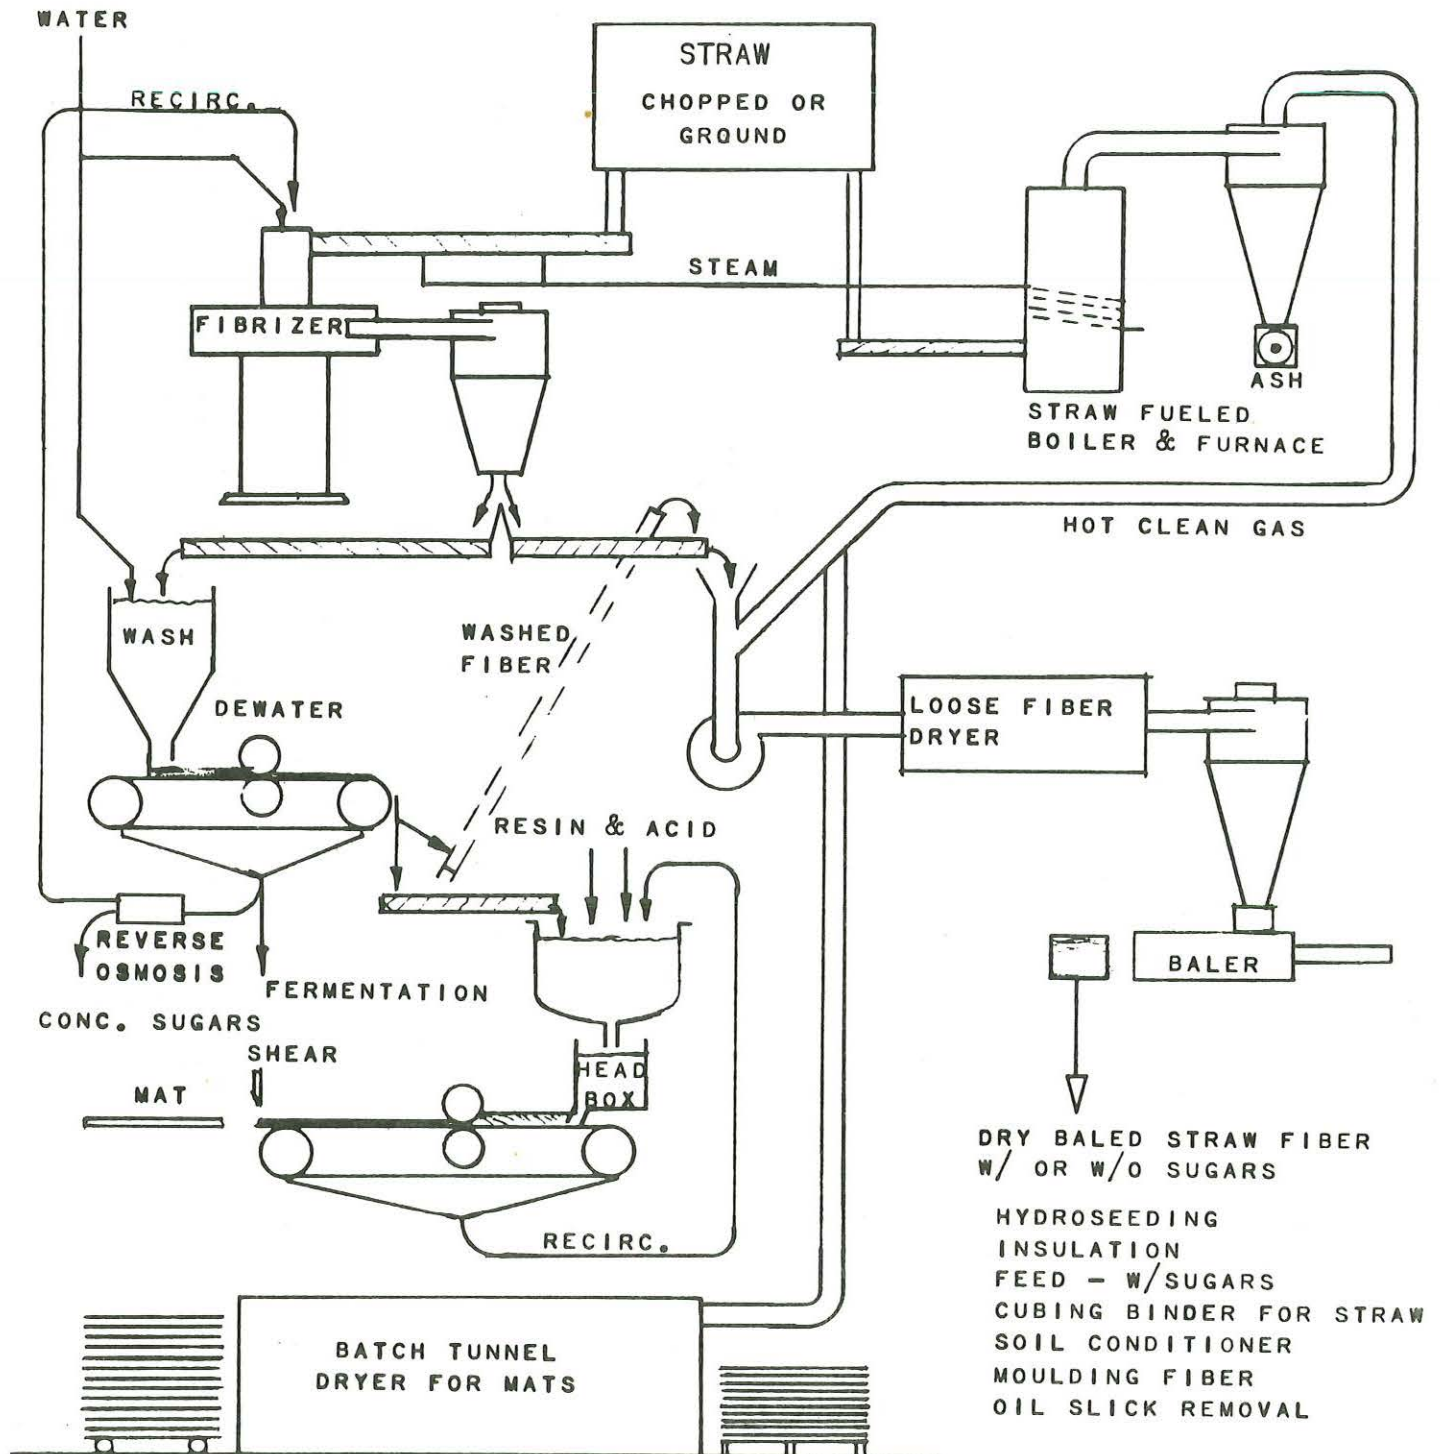 WATER
RECIRC.
STRAW
CHOPPED OR
GROUND
STEAM
FIBRIZER
ASH
STRAW FUELED
BOILER & FURNACE
HOT CLEAN GAS
WASH
WASHED
FIBER
DEWATER
LOOSE FIBER
DRYER
RESIN & ACID
REVERSE
OSMOSIS
FERMENTATION
CONC. SUGARS
BALER
SHEAR
MAT
HEAD
BOX
RECIRC.
DRY BALED STRAW FIBER
W/ OR W/O SUGARS
HYDROSEEDING
INSULATION
FEED - W/SUGARS
CUBING BINDER FOR STRAW
SOIL CONDITIONER
MOULDING FIBER
OIL SLICK REMOVAL
BATCH TUNNEL
DRYER FOR MATS